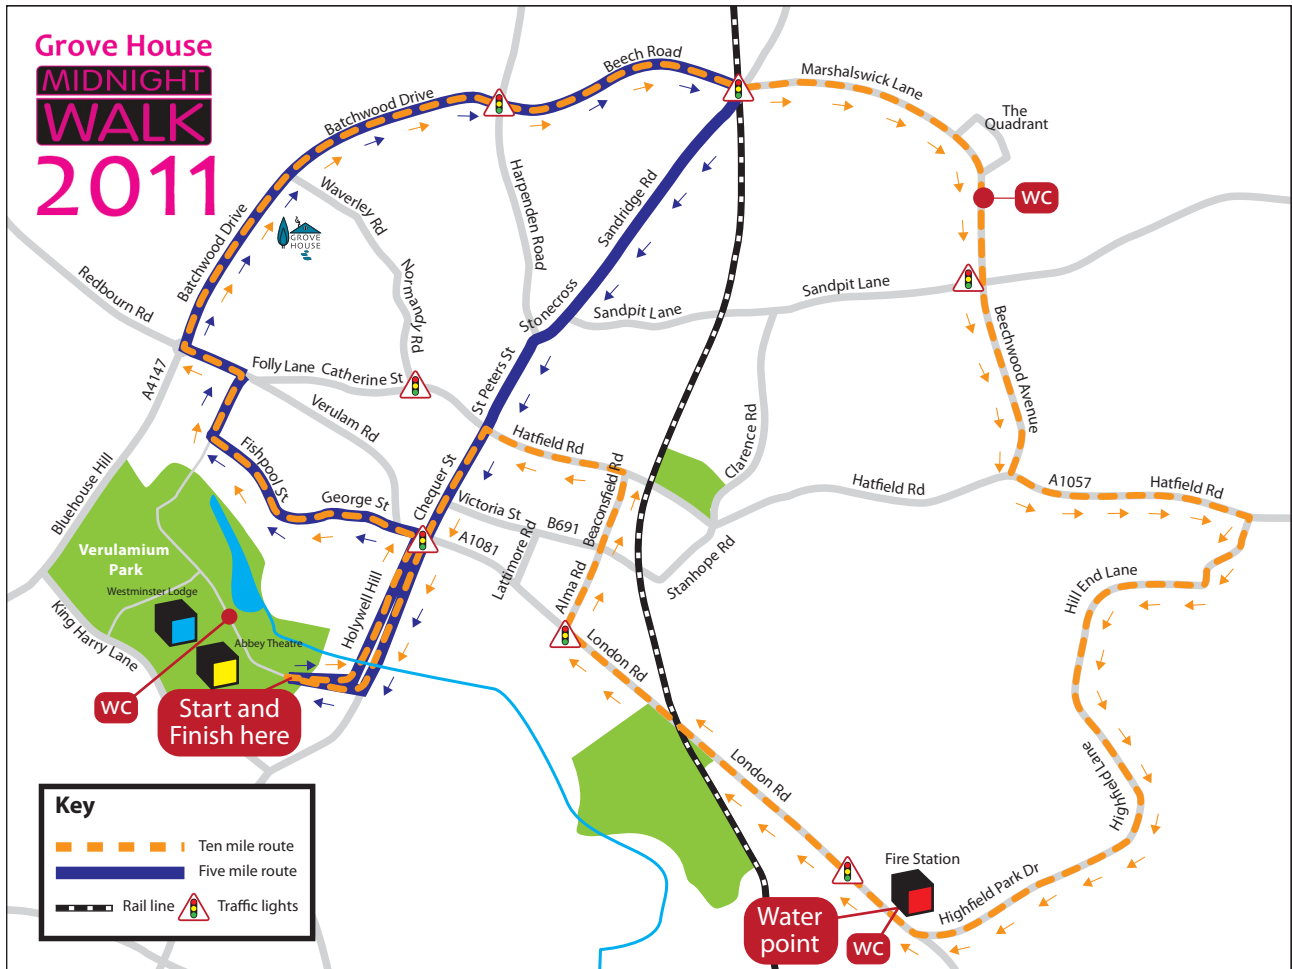 Grove House
MIDNIGHT
WALK
2011
Beech Road
Batchwood Drive
Marshalswick Lane
The
Quadrant
WC
Harpenden Road
Waverley Rd
Sandridge Rd
GROVE
HOUSE
Batchwood Drive
Redbourn Rd
Normandy Rd
Stonecross
Sandpit Lane
Sandpit Lane
Beechwood Avenue
A4147
Folly Lane
Catherine St
St Peters St
Verulam Rd
Hatfield Rd
Clarence Rd
Fishpool St
George St
Chequer St
Beaconsfield Rd
Hatfield Rd
A1057
Hatfield Rd
Bluehouse Hill
Victoria St
B691
A1081
Lattimore Rd
Stanhope Rd
Verulamium
Park
Westminster Lodge
Holywell Hill
Alma Rd
Hill End Lane
King Harry Lane
Abbey Theatre
London Rd
WC
Start and
Finish here
London Rd
Highfield Lane
Key
Ten mile route
Five mile route
Rail line
Traffic lights
Fire Station
Highfield Park Dr
Water
point
WC